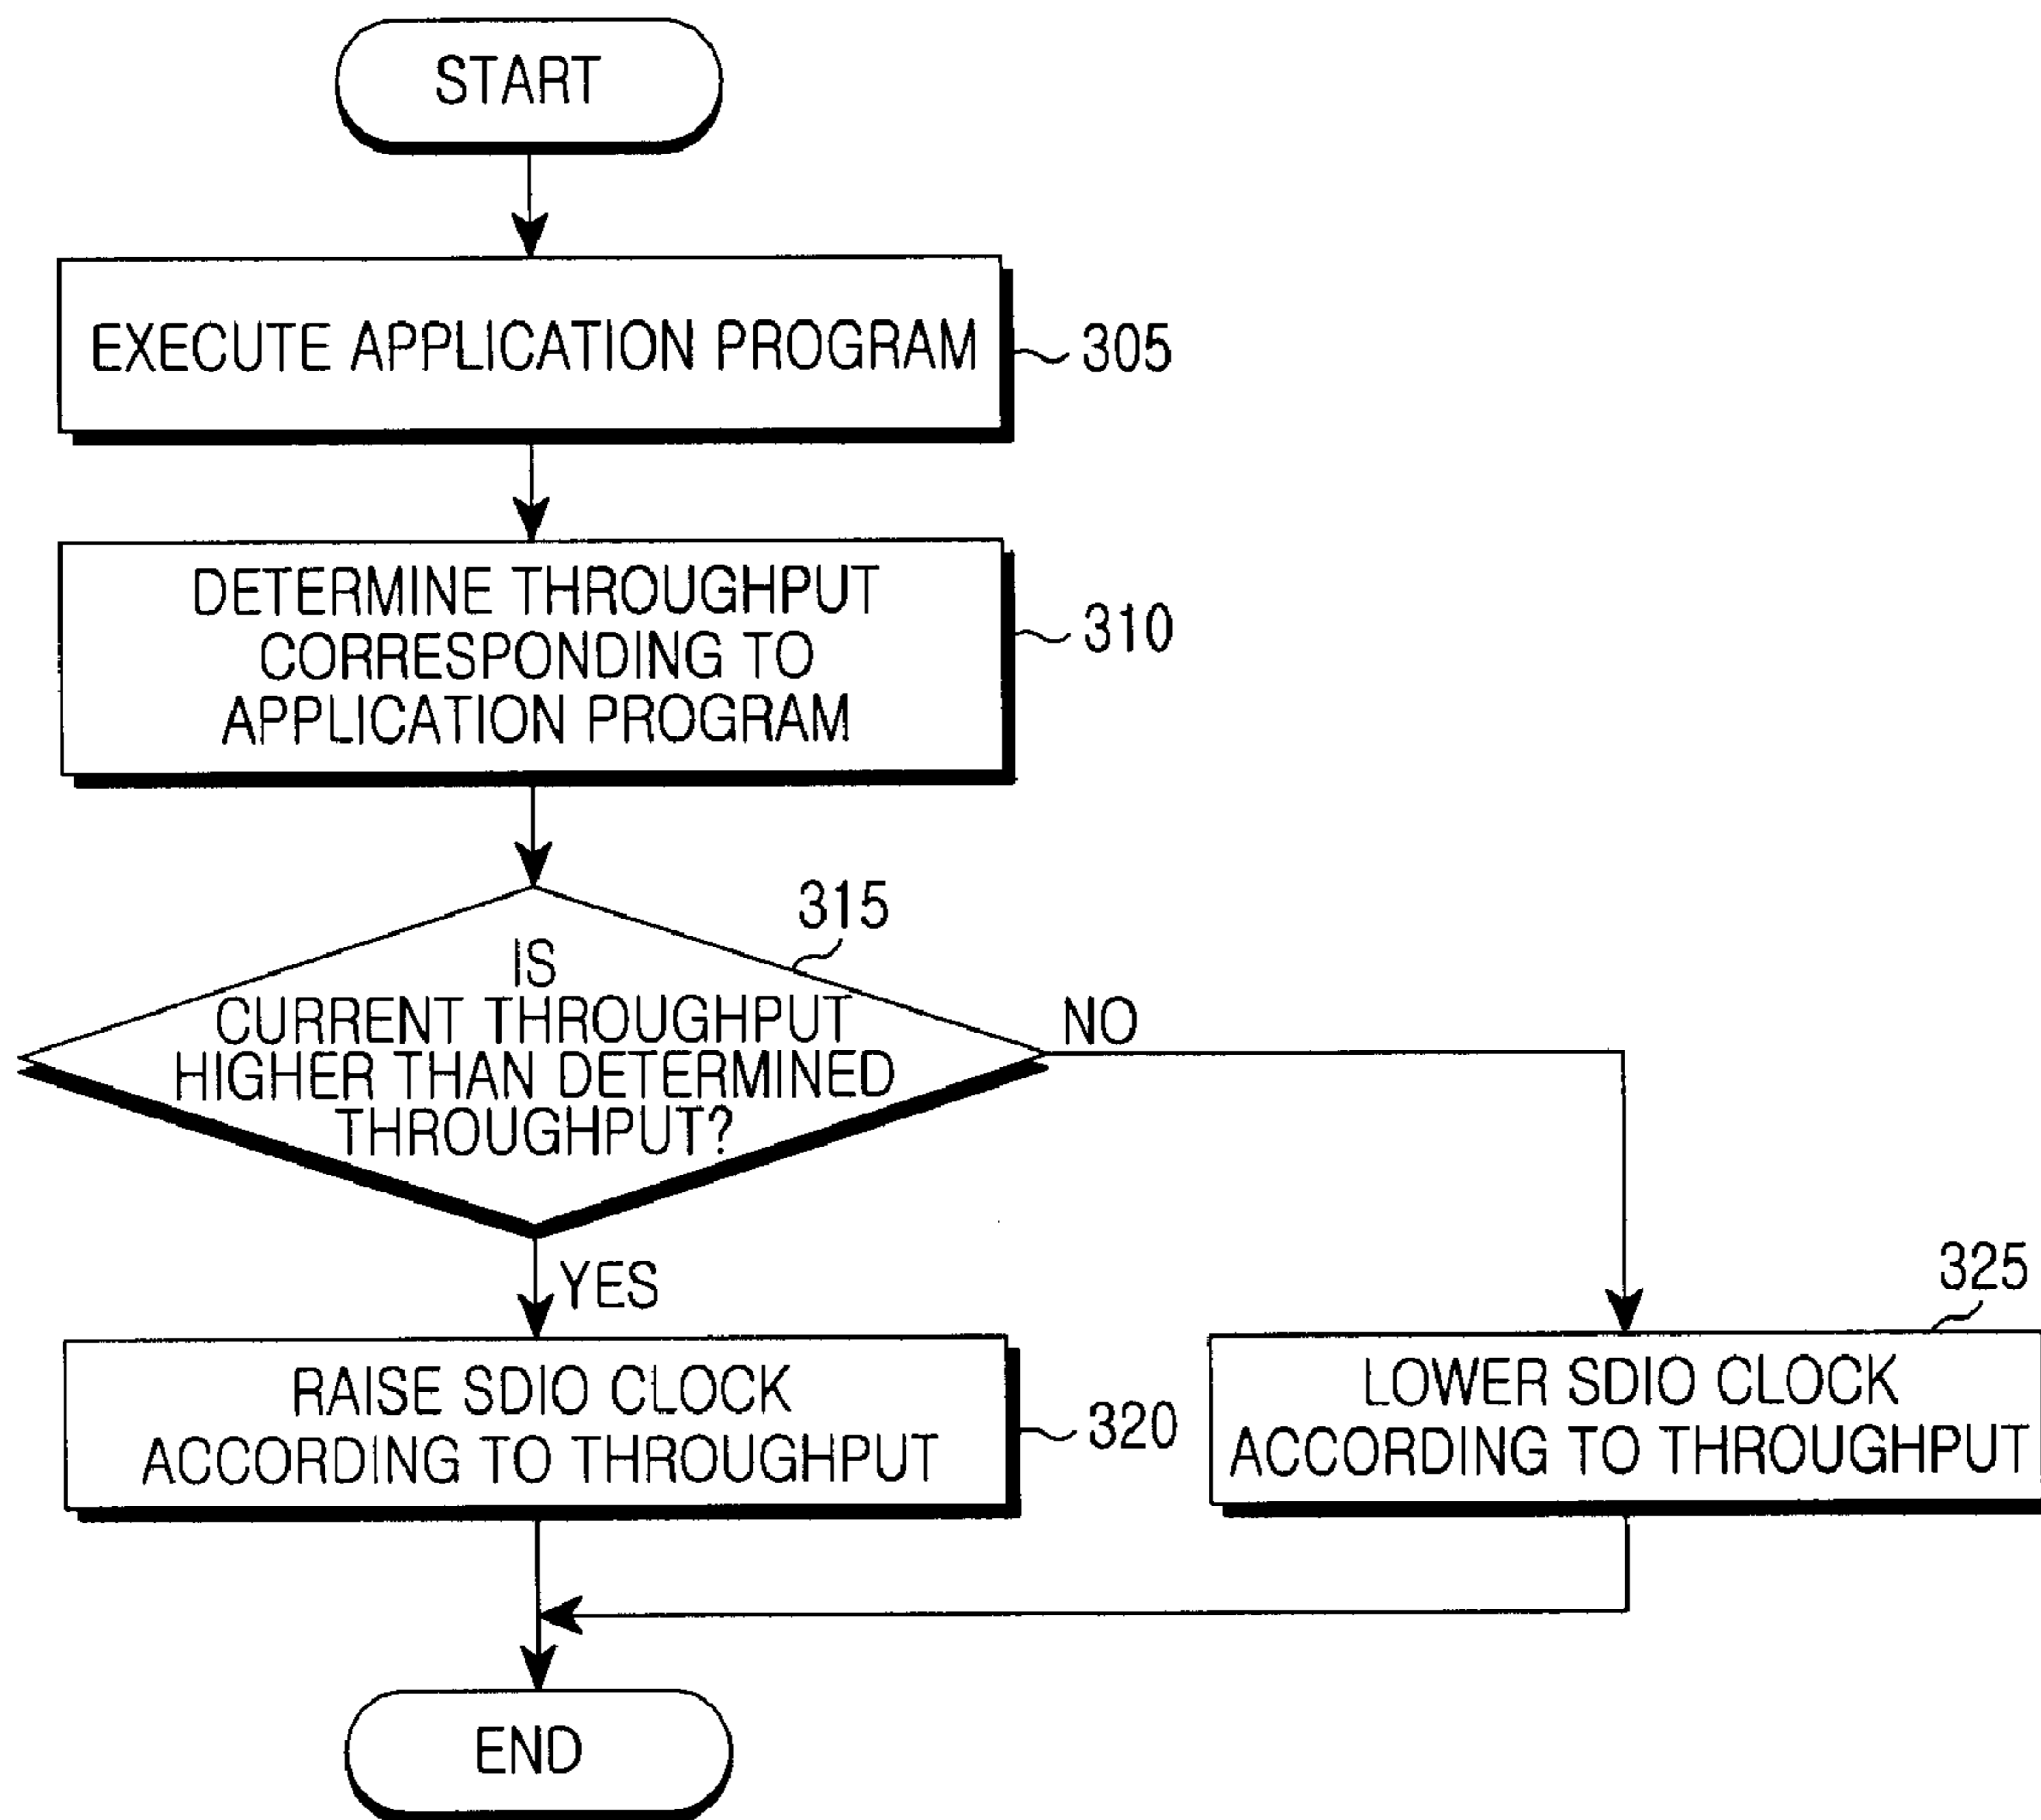 START
EXECUTE APPLICATION PROGRAM
305
DETERMINE THROUGHPUT
CORRESPONDING TO
APPLICATION PROGRAM
310
315
IS
CURRENT THROUGHPUT
HIGHER THAN DETERMINED
THROUGHPUT?
NO
YES
RAISE SDIO CLOCK
ACCORDING TO THROUGHPUT
320
325
LOWER SDIO CLOCK
ACCORDING TO THROUGHPUT
END